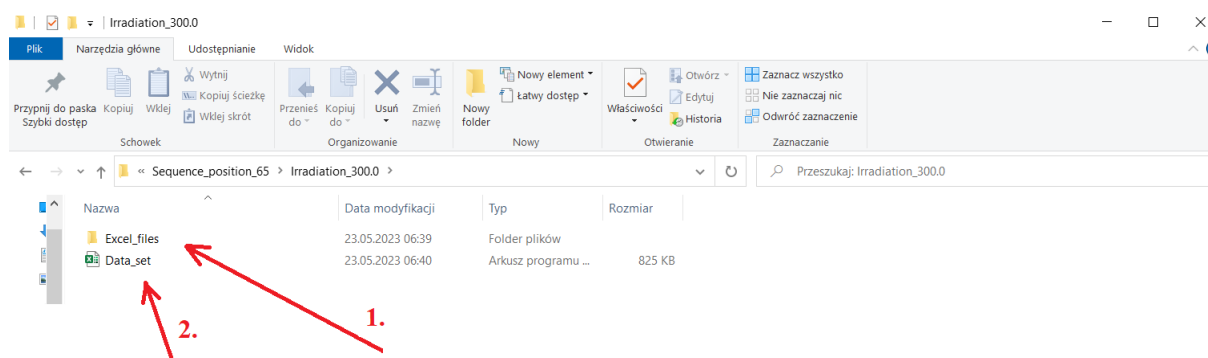 Irradiation_300.0
Plik Narzędzia główne Udostępnianie Widok
Przypnij do paska Szybki dostęp
Kopiuj
Wklej
Wytnij
Kopiuj ścieżkę
Wklej skrót
Schowek
Przenieś do
Kopiuj do
Usuń
Zmień nazwę
Organizowanie
Nowy folder
Nowy element
Łatwy dostęp
Nowy
Właściwości
Otwórz
Edytuj
Historia
Otwieranie
Zaznacz wszystko
Nie zaznaczaj nic
Odwróć zaznaczenie
Zaznaczanie
« Sequence_position_65 > Irradiation_300.0 >
Przeszukaj: Irradiation_300.0
Nazwa Data modyfikacji Typ Rozmiar
Excel_files 23.05.2023 06:39 Folder plików
Data_set 23.05.2023 06:40 Arkusz programu ... 825 KB
1.
2.